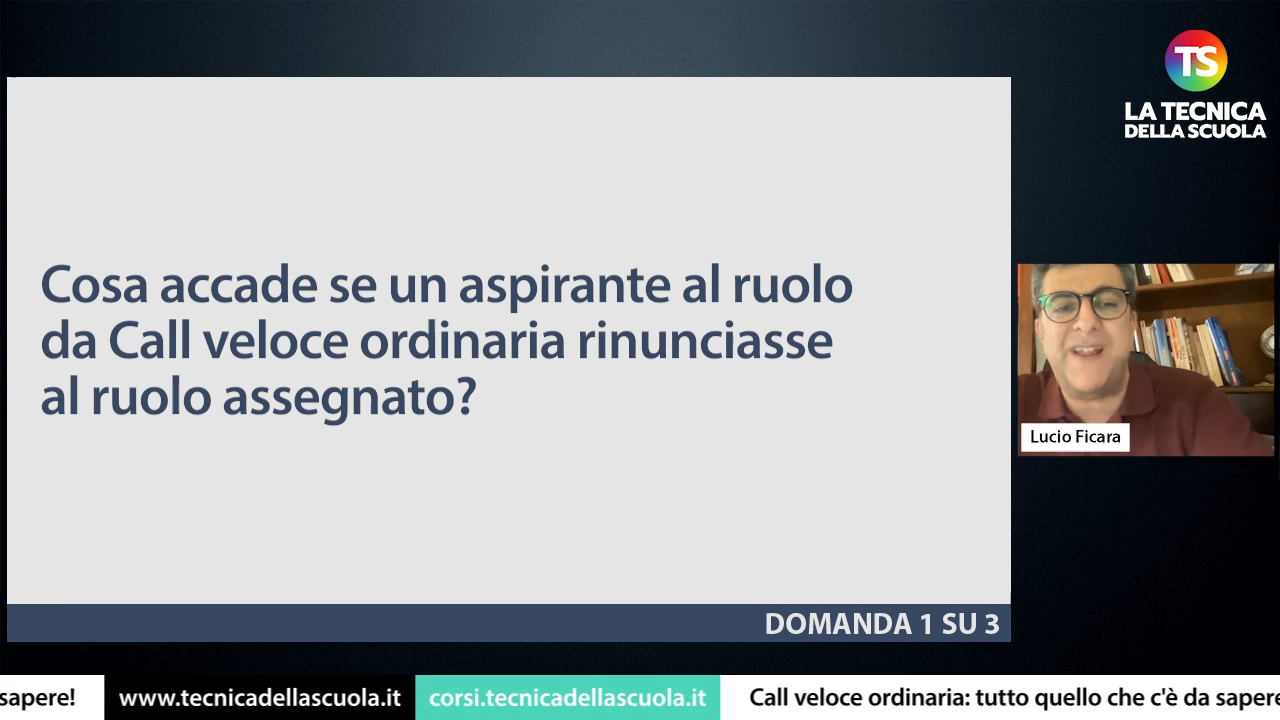 TS
LA TECNICA
DELLA SCUOLA
Cosa accade se un aspirante al ruolo
da Call veloce ordinaria rinunciasse
al ruolo assegnato?
Lucio Ficara
DOMANDA 1 SU 3
sapere! www.tecnicadellascuola.it corsi.tecnicadellascuola.it Call veloce ordinaria: tutto quello che c'è da sapere